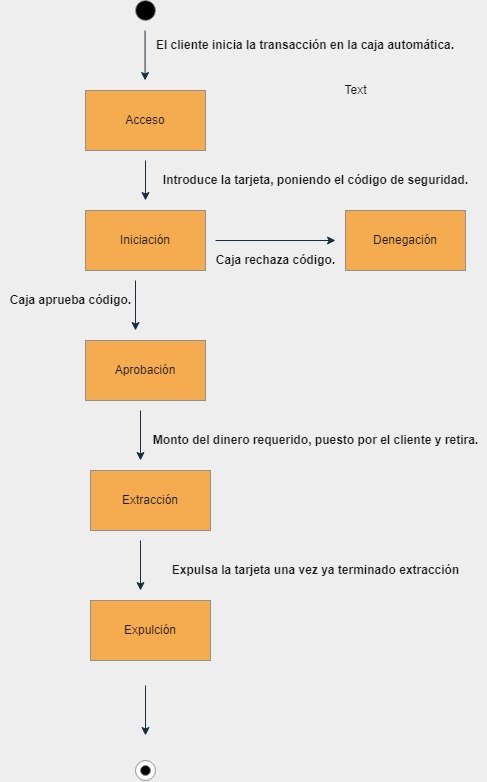 El cliente inicia la transacción en la caja automática.
Text
Acceso
Introduce la tarjeta, poniendo el código de seguridad.
Iniciación
Denegación
Caja rechaza código.
Caja aprueba código.
Aprobación
Monto del dinero requerido, puesto por el cliente y retira.
Extracción
Expulsa la tarjeta una vez ya terminado extracción
Expulción